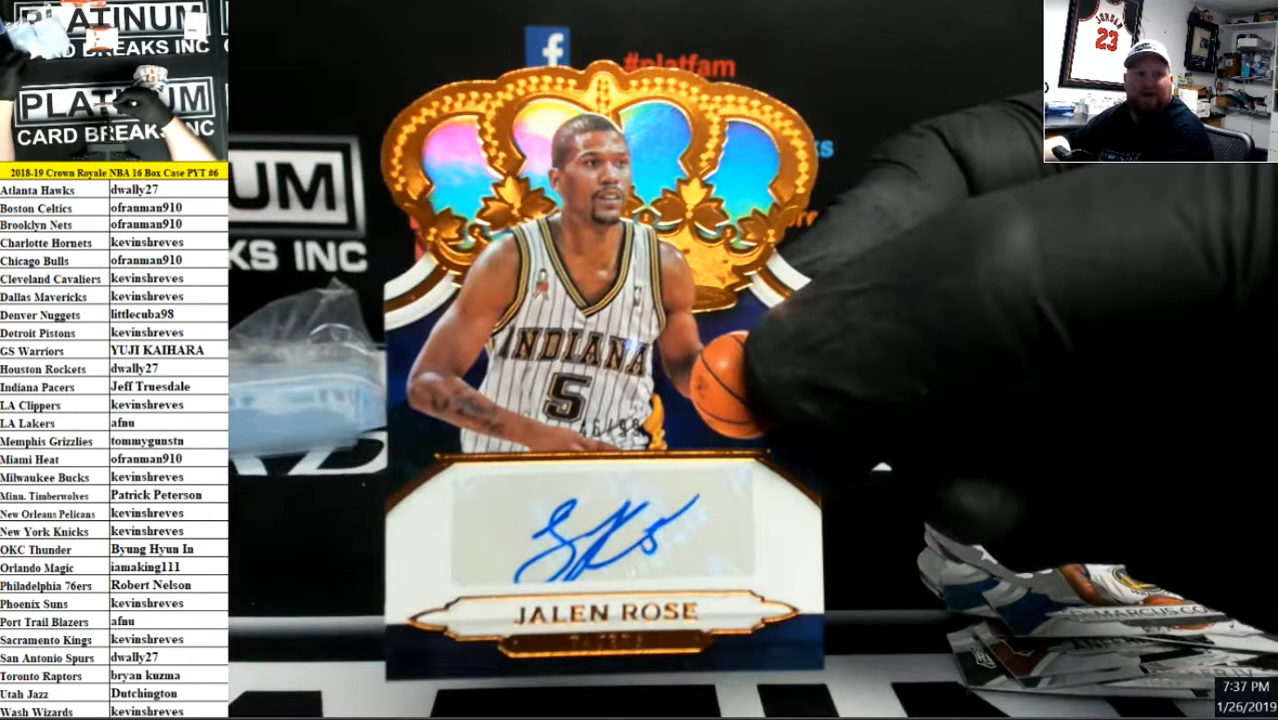 PLATINUM
CARD BREAKS INC
PLATINUM
CARD BREAKS INC
2018-19 Crown Royale NBA 16 Box Case PYT #6
Atlanta Hawks dwally27
Boston Celtics ofranman910
Brooklyn Nets ofranman910
Charlotte Hornets kevinshreves
Chicago Bulls ofranman910
Cleveland Cavaliers kevinshreves
Dallas Mavericks kevinshreves
Denver Nuggets littlecuba98
Detroit Pistons kevinshreves
GS Warriors YUJI KAIHARA
Houston Rockets dwally27
Indiana Pacers Jeff Truesdale
LA Clippers kevinshreves
LA Lakers afnu
Memphis Grizzlies tommygunstn
Miami Heat ofranman910
Milwaukee Bucks kevinshreves
Minn. Timberwolves Patrick Peterson
New Orleans Pelicans kevinshreves
New York Knicks kevinshreves
OKC Thunder Byung Hyun In
Orlando Magic iamaking111
Philadelphia 76ers Robert Nelson
Phoenix Suns kevinshreves
Port Trail Blazers afnu
Sacramento Kings kevinshreves
San Antonio Spurs dwally27
Toronto Raptors bryan kuzma
Utah Jazz Dutchington
Wash Wizards kevinshreves
f
#platfam
UM
KS INC
INDIANA
5
46/99
JALEN ROSE
JORDAN
23
MARCUS CO
7:37 PM
1/26/2019